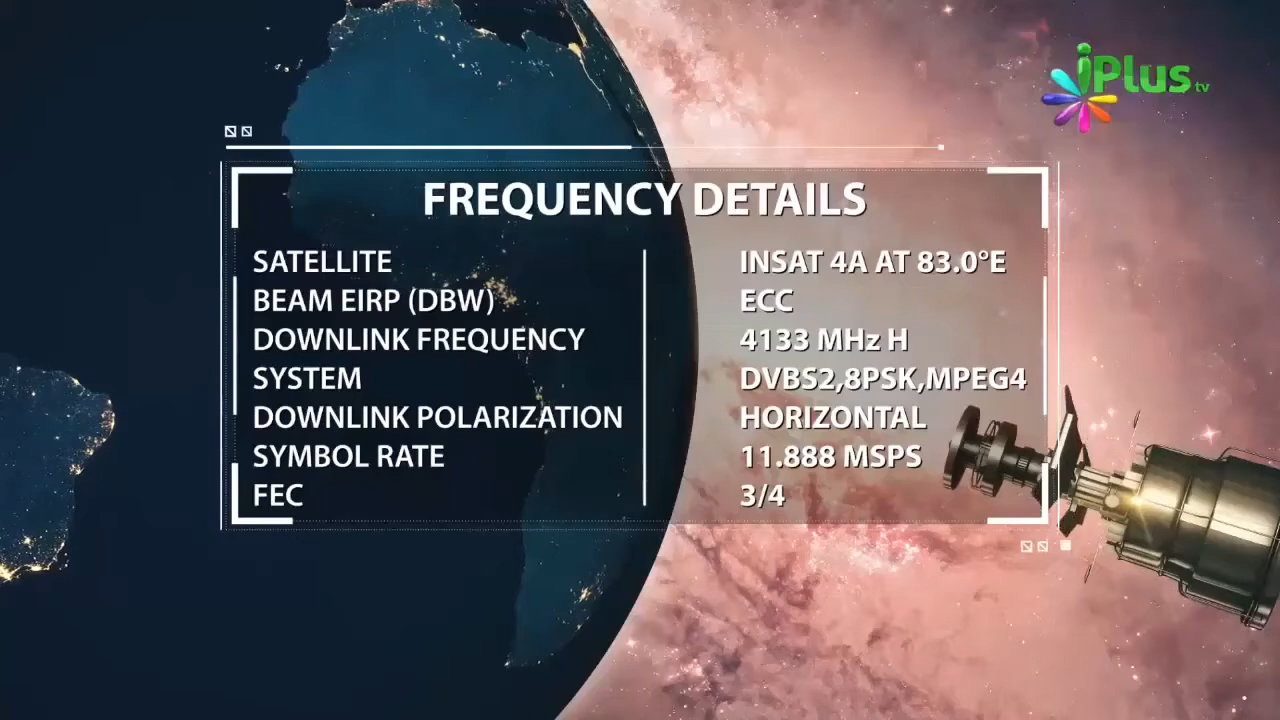 iPlus tv
FREQUENCY DETAILS
SATELLITE INSAT 4A AT 83.0°E
BEAM EIRP (DBW) ECC
DOWNLINK FREQUENCY 4133 MHz H
SYSTEM DVBS2,8PSK,MPEG4
DOWNLINK POLARIZATION HORIZONTAL
SYMBOL RATE 11.888 MSPS
FEC 3/4